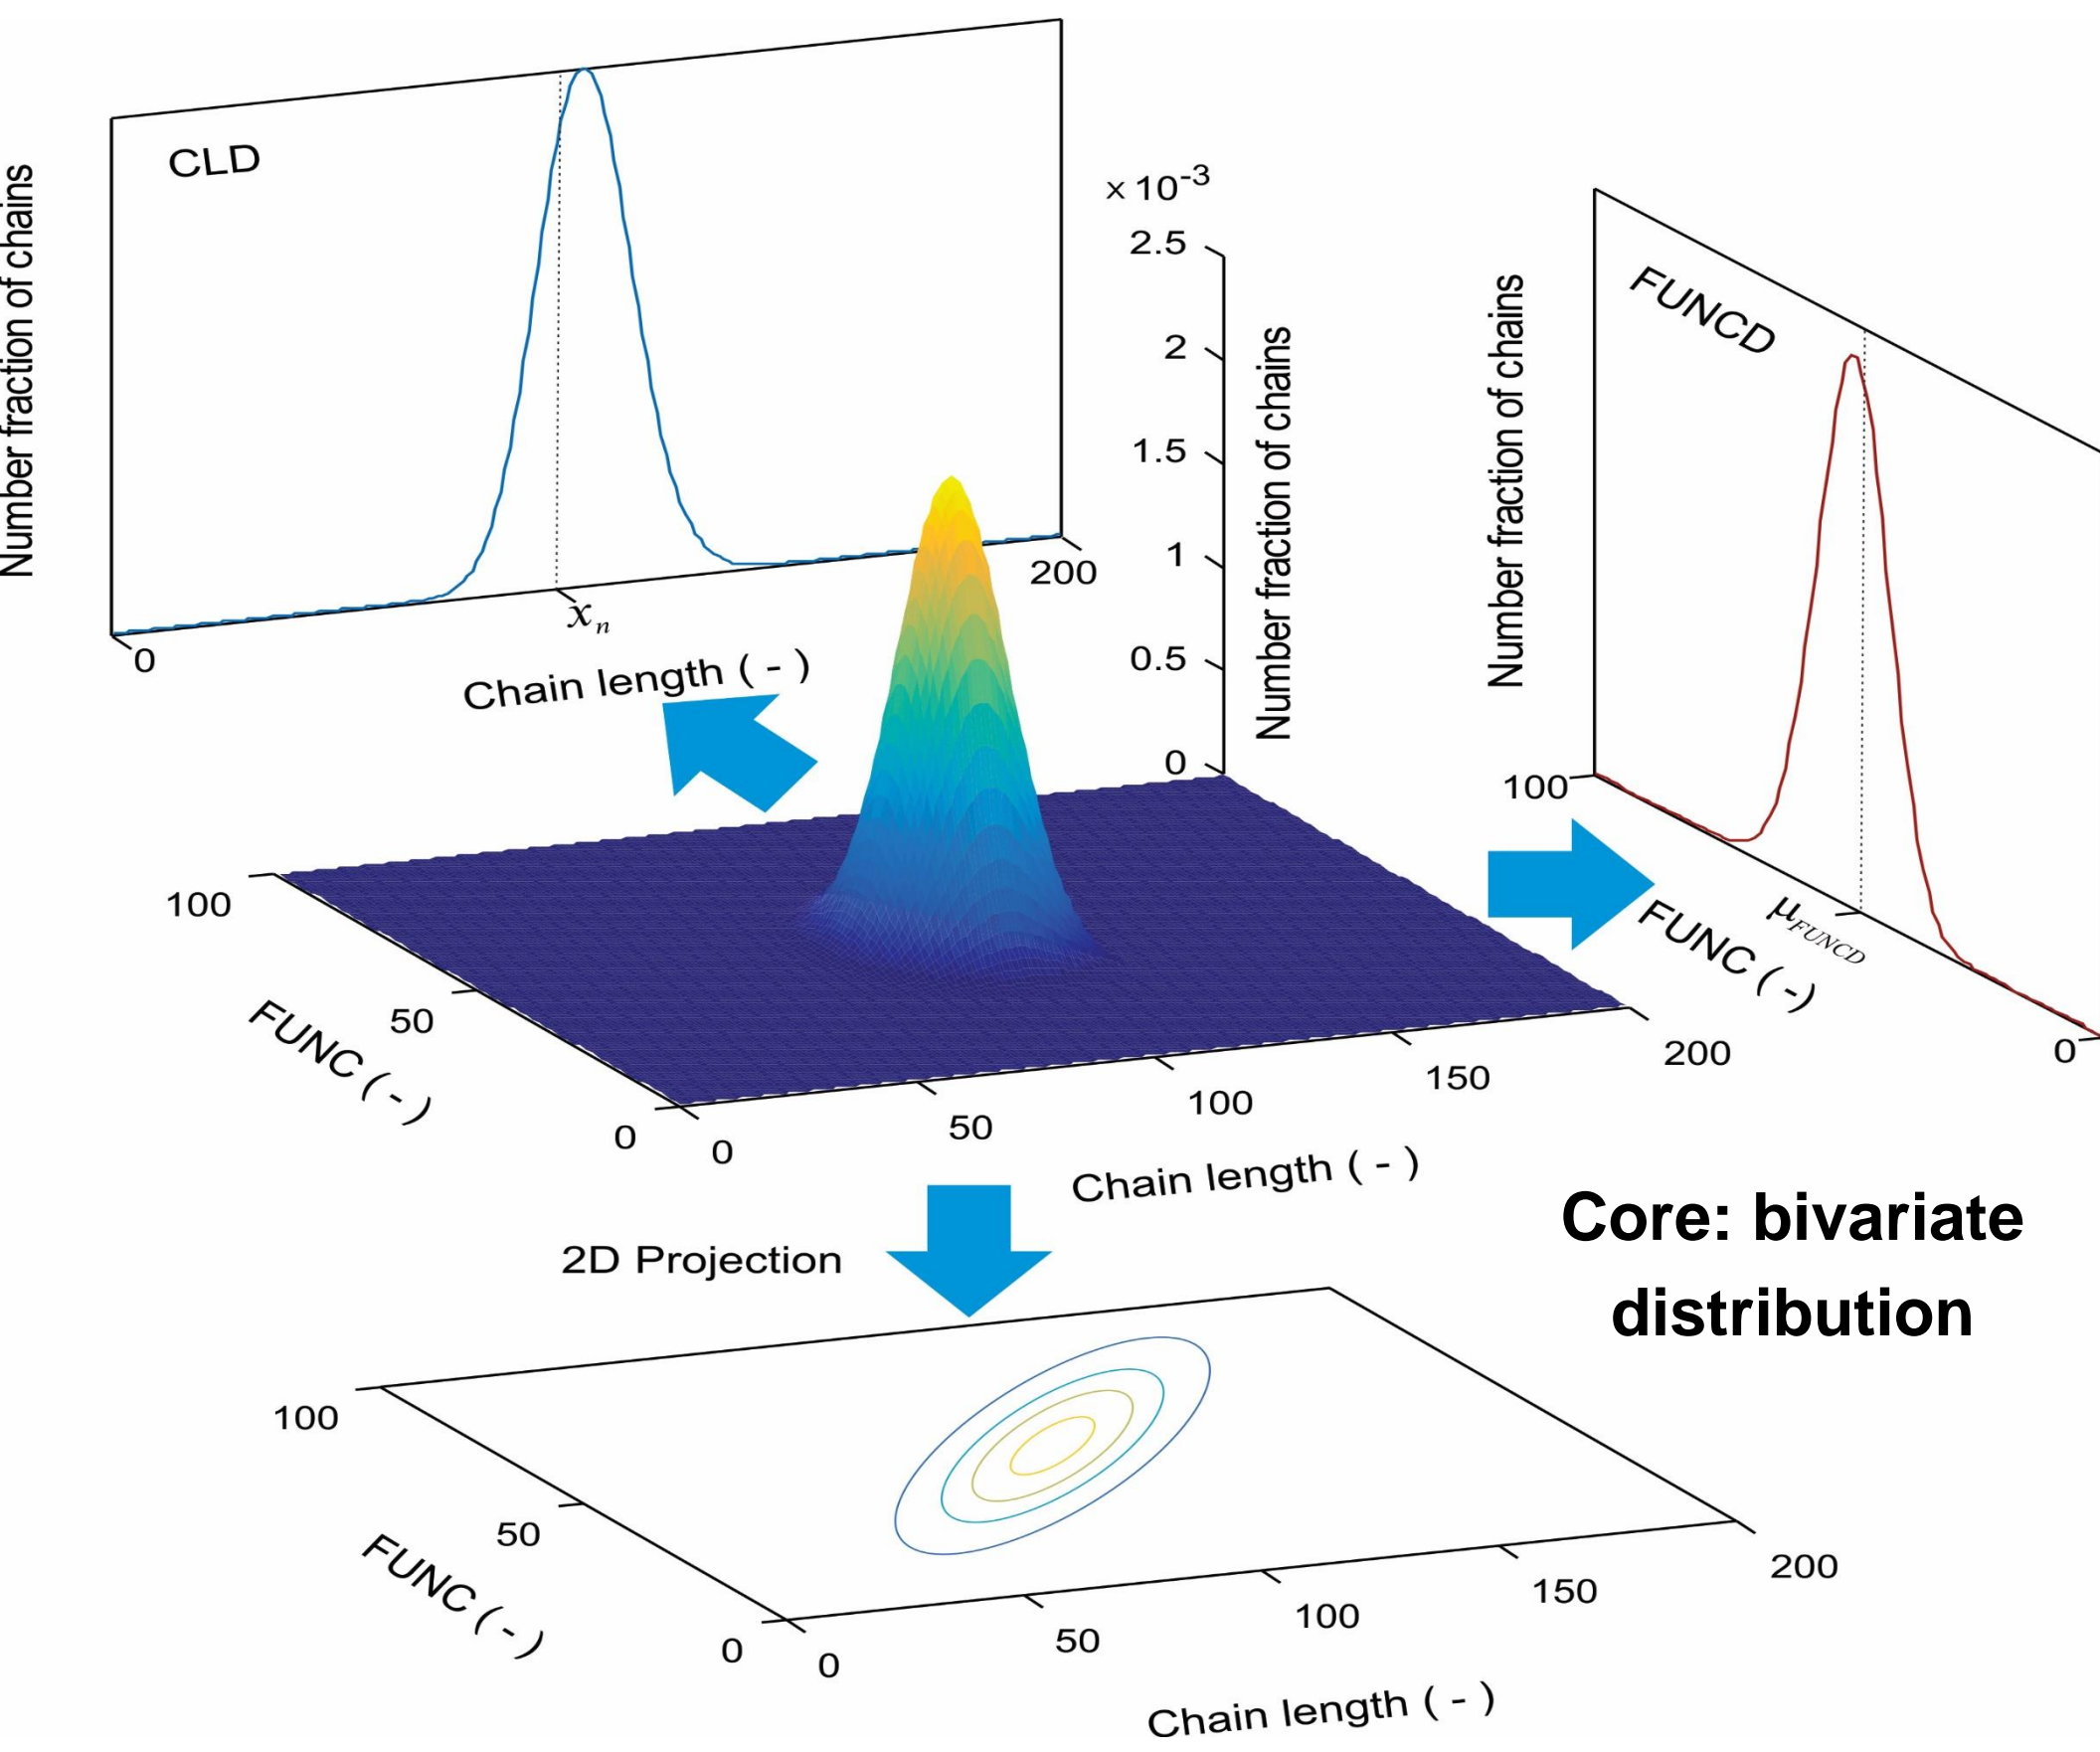 CLD
Number fraction of chains
0
x_n
200
Chain length ( - )
x 10^-3
2.5
2
1.5
1
0.5
0
Number fraction of chains
FUNCD
Number fraction of chains
100
μ_FUNCD
0
FUNC ( - )
100
50
0
FUNC ( - )
0
50
100
150
200
Chain length ( - )
2D Projection
Core: bivariate
distribution
100
50
0
FUNC ( - )
0
50
100
150
200
Chain length ( - )